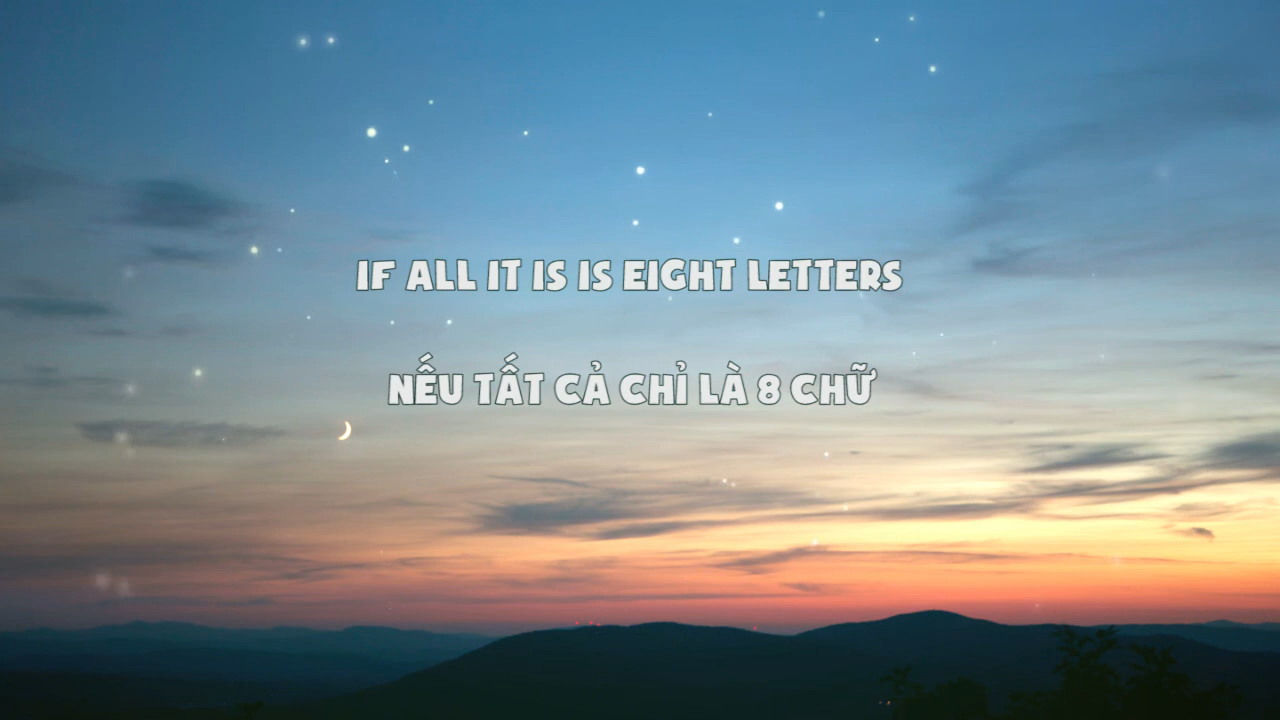 IF ALL IT IS IS EIGHT LETTERS
NẾU TẤT CẢ CHỈ LÀ 8 CHỮ